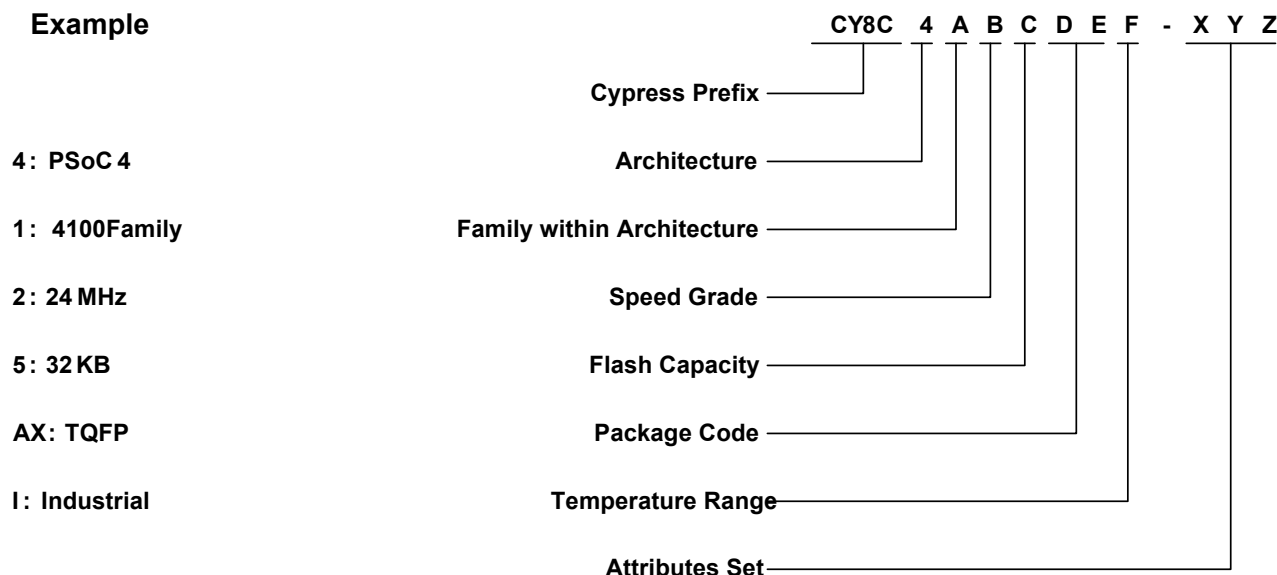 Example CY8C 4 A B C D E F - X Y Z
Cypress Prefix
4: PSoC 4 Architecture
1: 4100Family Family within Architecture
2: 24 MHz Speed Grade
5: 32 KB Flash Capacity
AX: TQFP Package Code
I: Industrial Temperature Range
Attributes Set